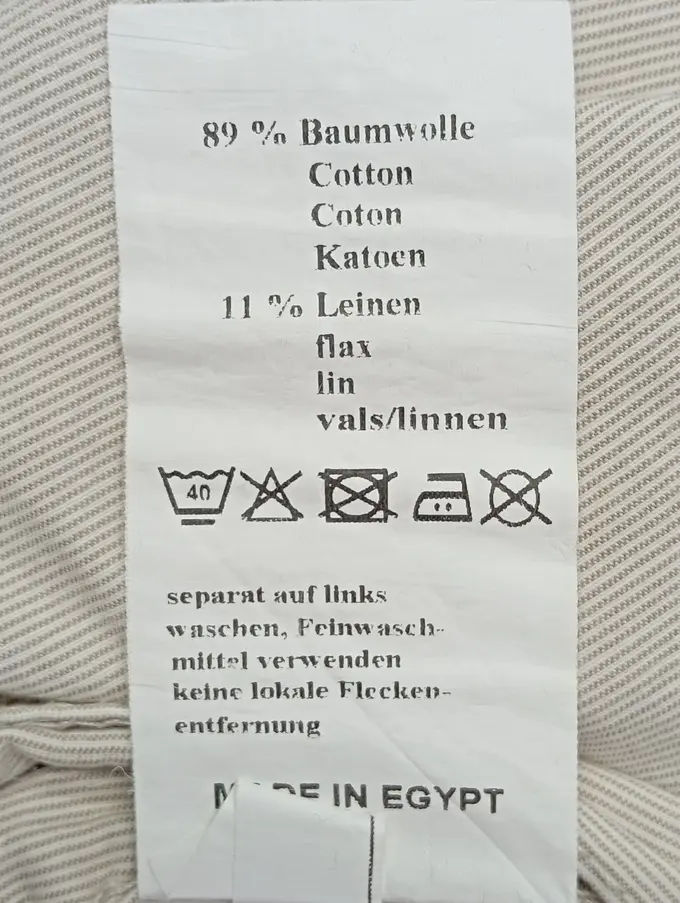 89 % Baumwolle
Cotton
Coton
Katoen
11 % Leinen
flax
lin
vals/linnen
40
separat auf links
waschen, Feinwasch-
mittel verwenden
keine lokale Flecken-
entfernung
MADE IN EGYPT